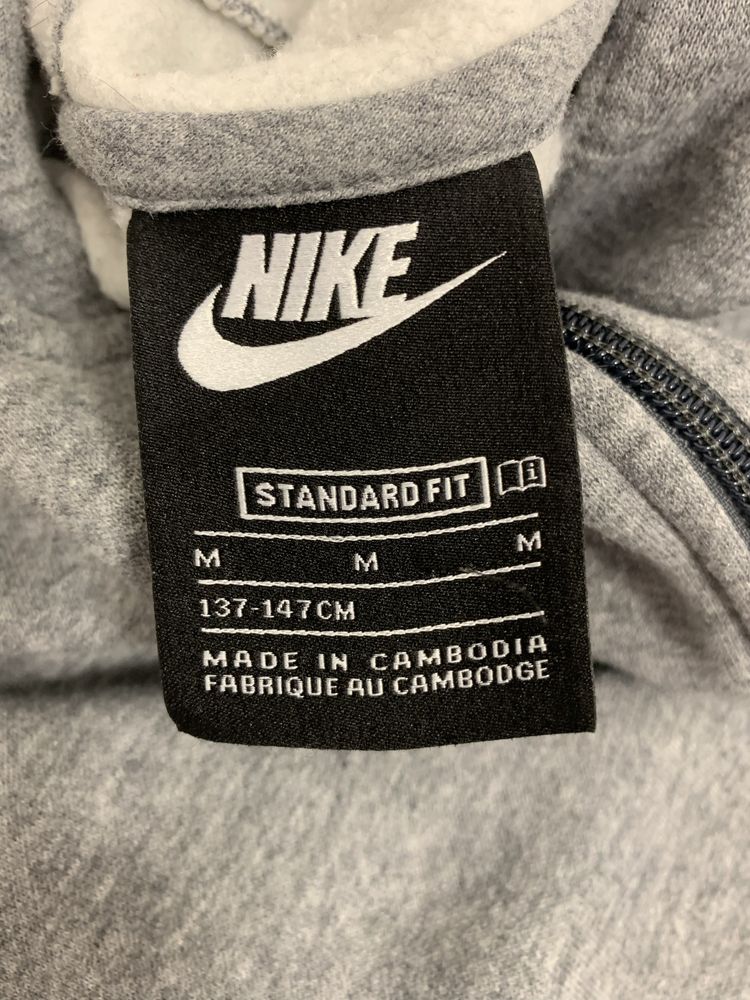 NIKE
STANDARD FIT i
M M M
137-147CM
MADE IN CAMBODIA
FABRIQUE AU CAMBODGE